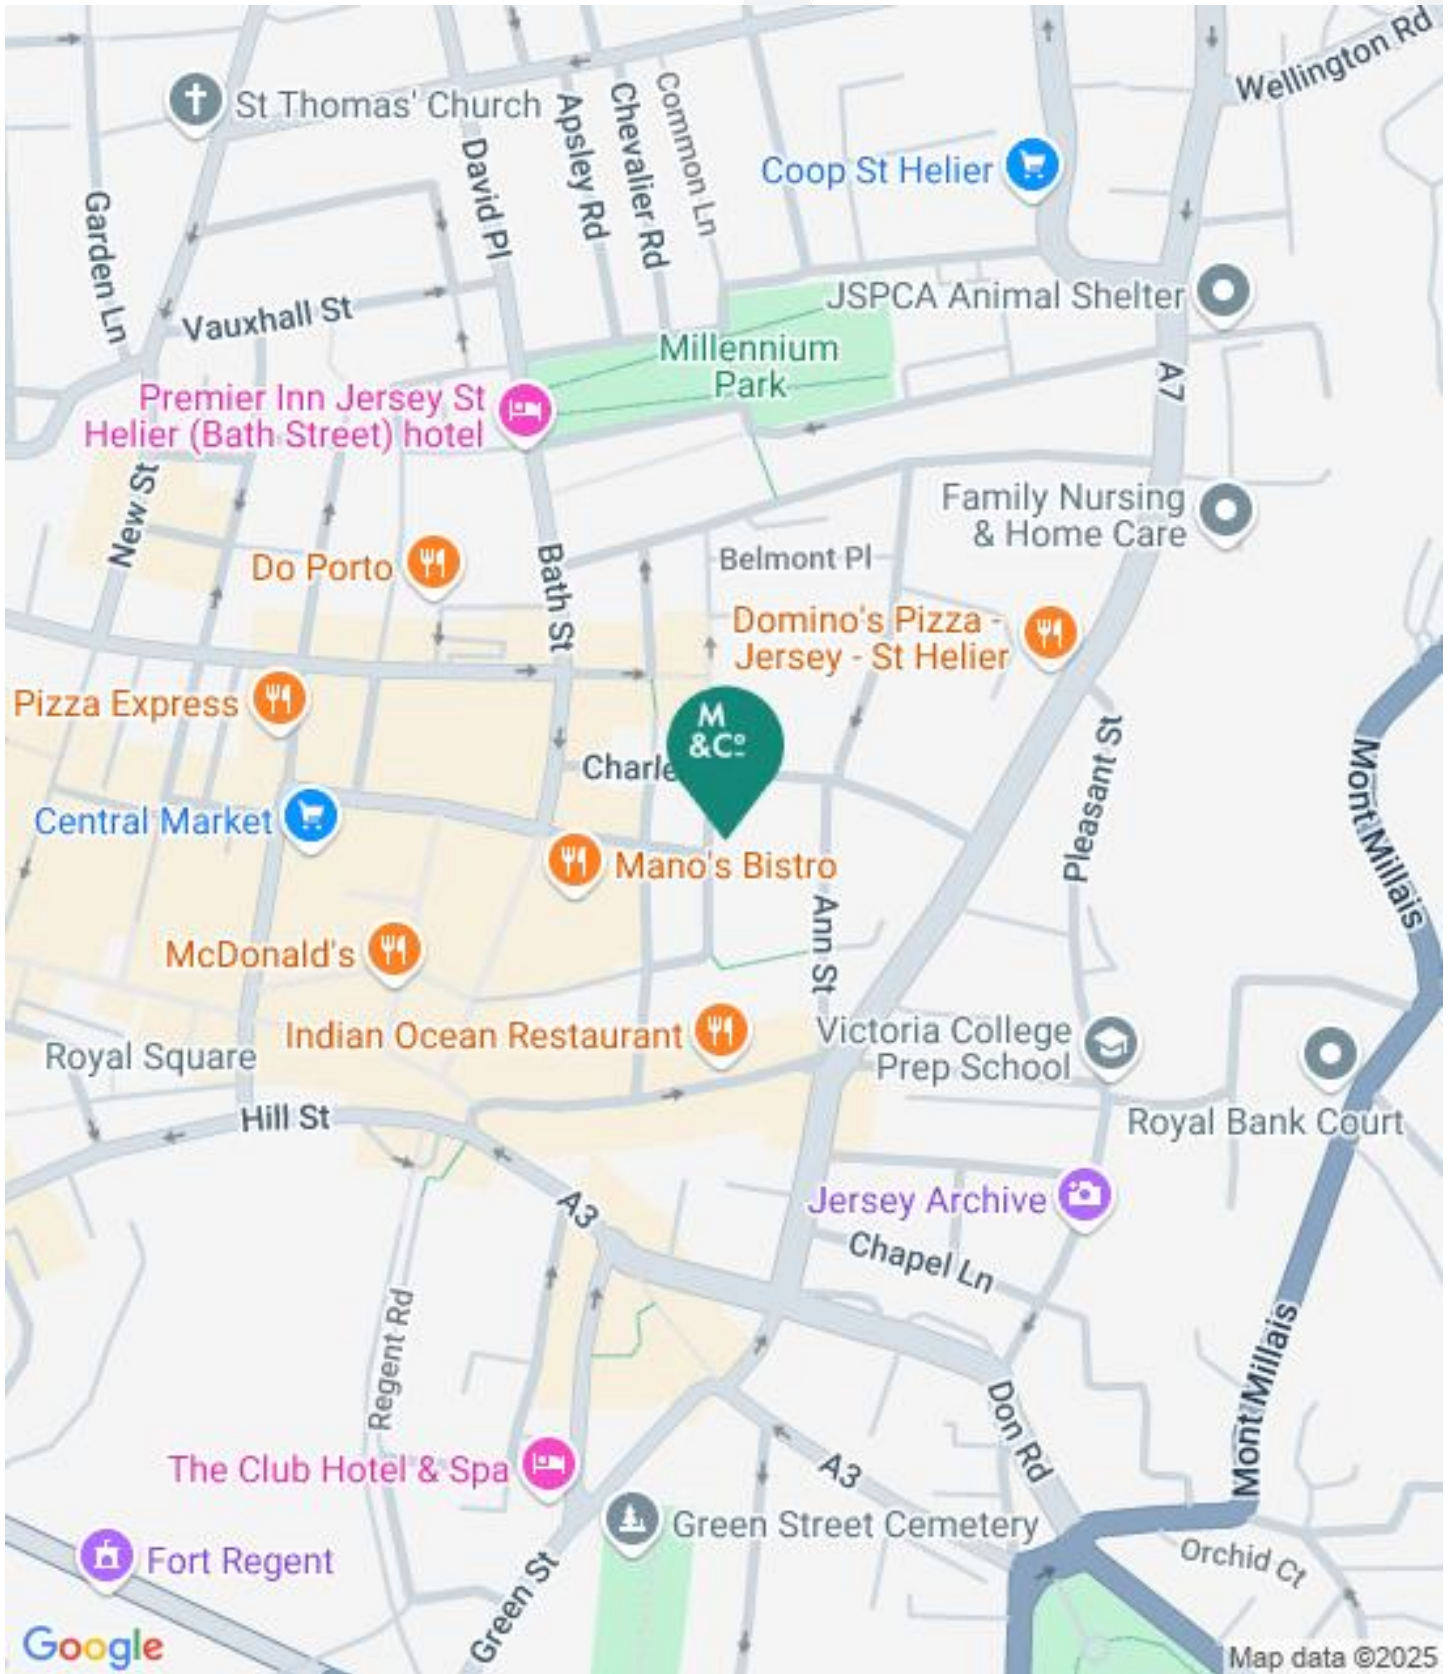 Wellington Rd
St Thomas' Church
David Pl
Apsley Rd
Chevalier Rd
Common Ln
Coop St Helier
Garden Ln
Vauxhall St
JSPCA Animal Shelter
Millennium
Park
A7
Premier Inn Jersey St
Helier (Bath Street) hotel
New St
Family Nursing
& Home Care
Do Porto
Bath St
Belmont Pl
Domino's Pizza -
Jersey - St Helier
Pizza Express
M
&Cº
Charle
Pleasant St
Mont Millais
Central Market
Mano's Bistro
Ann St
McDonald's
Indian Ocean Restaurant
Victoria College
Prep School
Royal Square
Hill St
Royal Bank Court
A3
Jersey Archive
Chapel Ln
Regent Rd
Mont Millais
Don Rd
The Club Hotel & Spa
A3
Green Street Cemetery
Fort Regent
Orchid Ct
Green St
Google
Map data ©2025